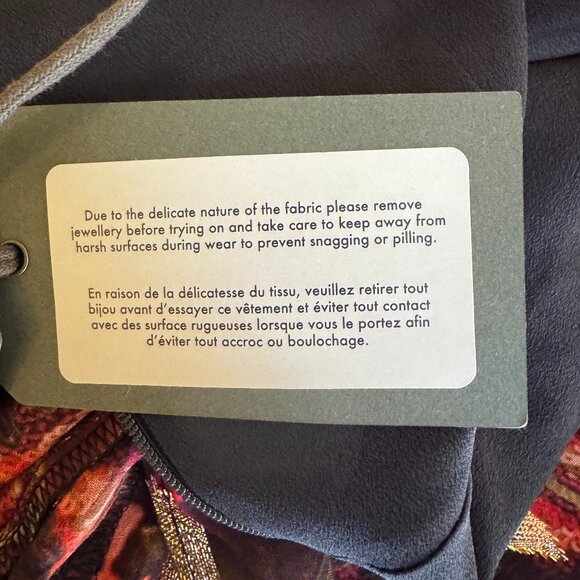 Due to the delicate nature of the fabric please remove
jewellery before trying on and take care to keep away from
harsh surfaces during wear to prevent snagging or pilling.
En raison de la délicatesse du tissu, veuillez retirer tout
bijou avant d'essayer ce vêtement et éviter tout contact
avec des surface rugueuses lorsque vous le portez afin
d'éviter tout accroc ou boulochage.